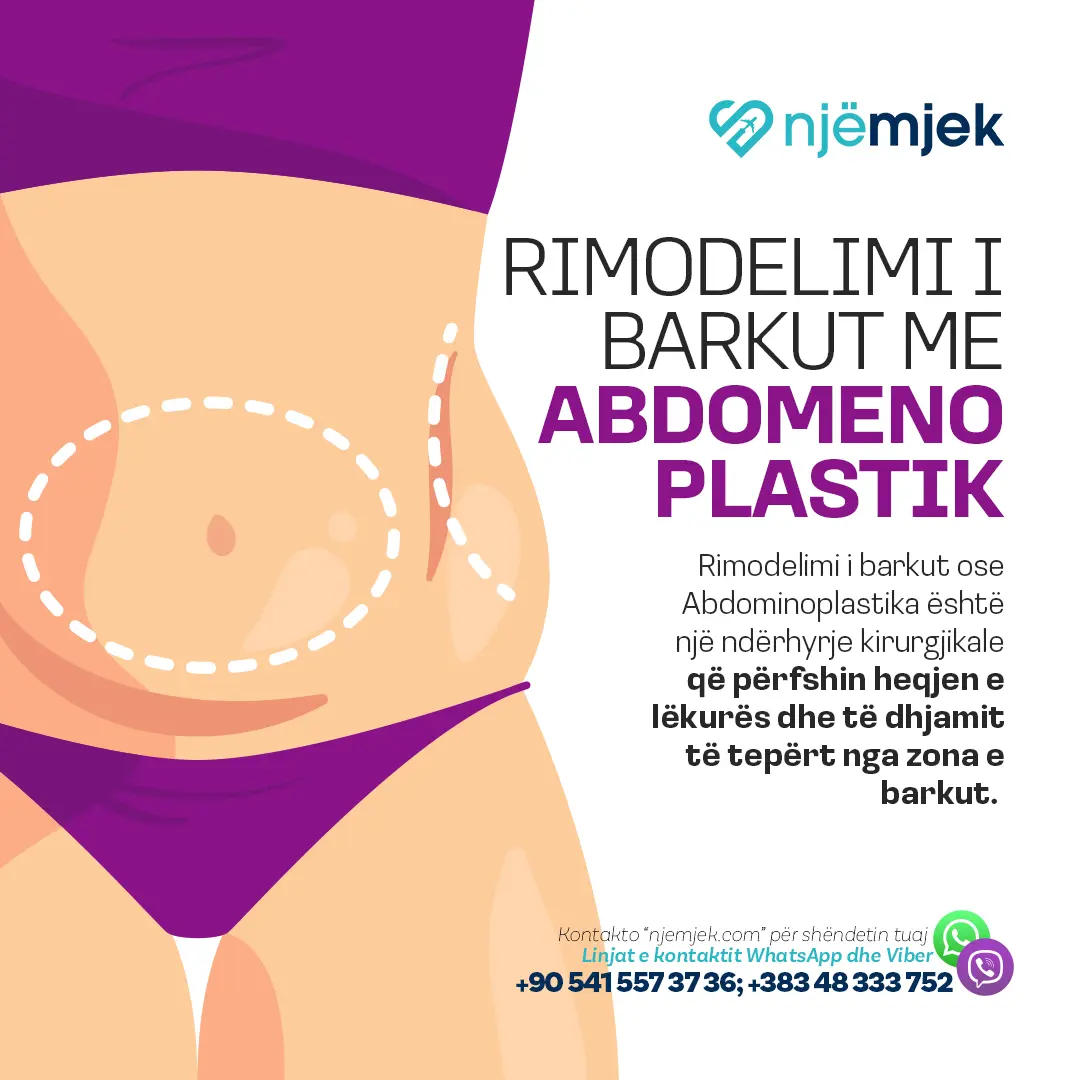 njëmjek
RIMODELIMI I
BARKUT ME
ABDOMENO
PLASTIK
Rimodelimi i barkut ose
Abdominoplastika është
një ndërhyrje kirurgjikale
që përfshin heqjen e
lëkurës dhe të dhjamit
të tepërt nga zona e
barkut.
Kontakto “njemjek.com” për shëndetin tuaj
Linjat e kontaktit WhatsApp dhe Viber
+90 541 557 37 36; +383 48 333 752